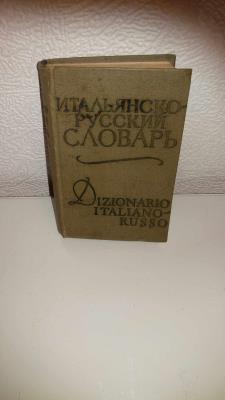 ИТАЛЬЯНСКО-
РУССКИЙ
СЛОВАРЬ
DIZIONARIO
ITALIANO-
RUSSO